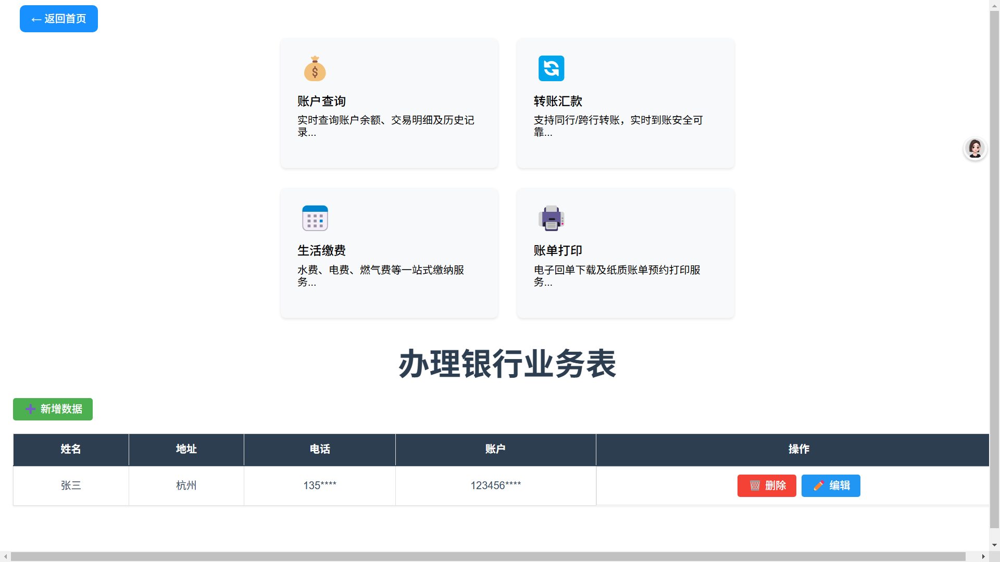 ← 返回首页
账户查询
实时查询账户余额、交易明细及历史记
录...
转账汇款
支持同行/跨行转账，实时到账安全可
靠...
生活缴费
水费、电费、燃气费等一站式缴纳服
务...
账单打印
电子回单下载及纸质账单预约打印服
务...
办理银行业务表
新增数据
姓名 地址 电话 账户 操作
张三 杭州 135**** 123456**** 删除 编辑